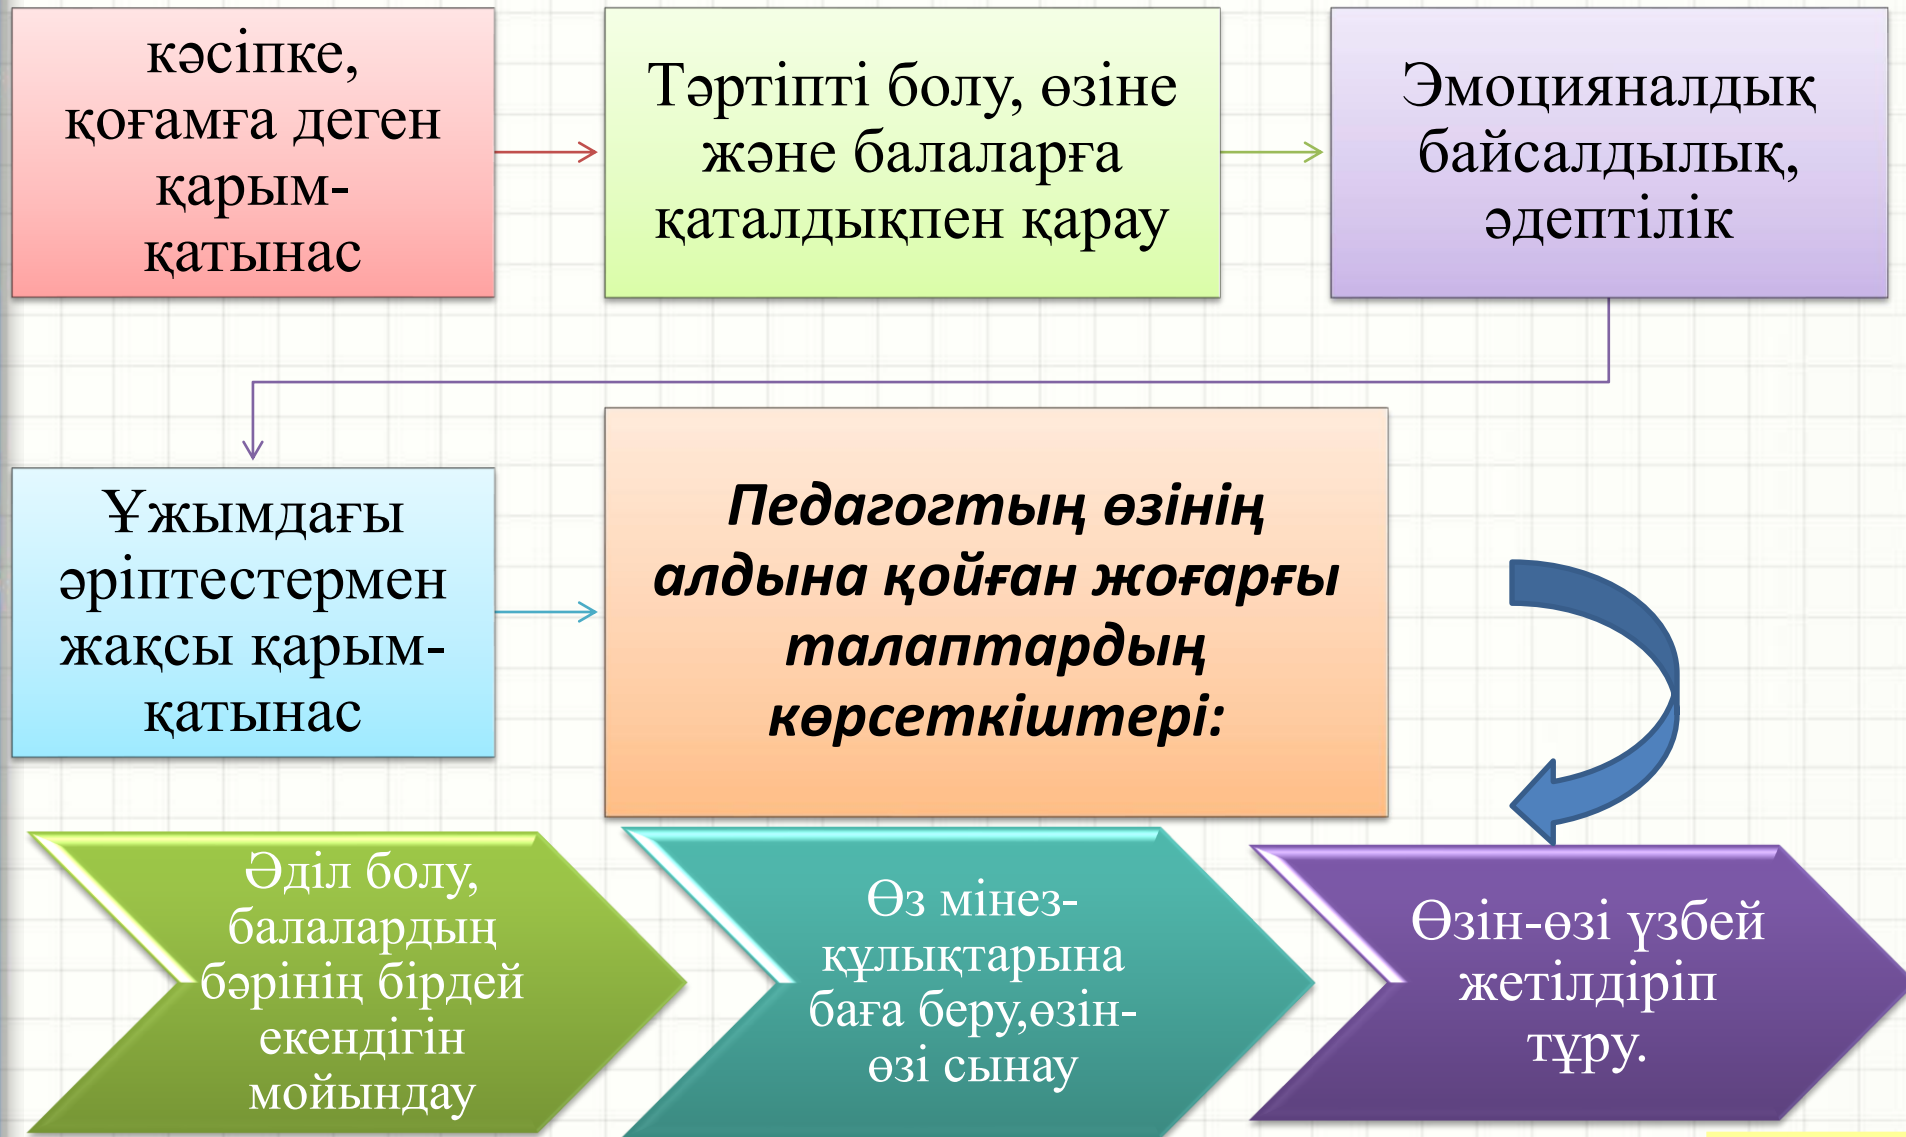 кәсіпке,
қоғамға деген
қарым-
қатынас
Тәртіпті болу, өзіне
және балаларға
қаталдықпен қарау
Эмоцияналдық
байсалдылық,
әдептілік
Ұжымдағы
әріптестермен
жақсы қарым-
қатынас
Педагогтың өзінің
алдына қойған жоғарғы
талаптардың
көрсеткіштері:
Әділ болу,
балалардың
бәрінің бірдей
екендігін
мойындау
Өз мінез-
құлықтарына
баға беру,өзін-
өзі сынау
Өзін-өзі үзбей
жетілдіріп
тұру.